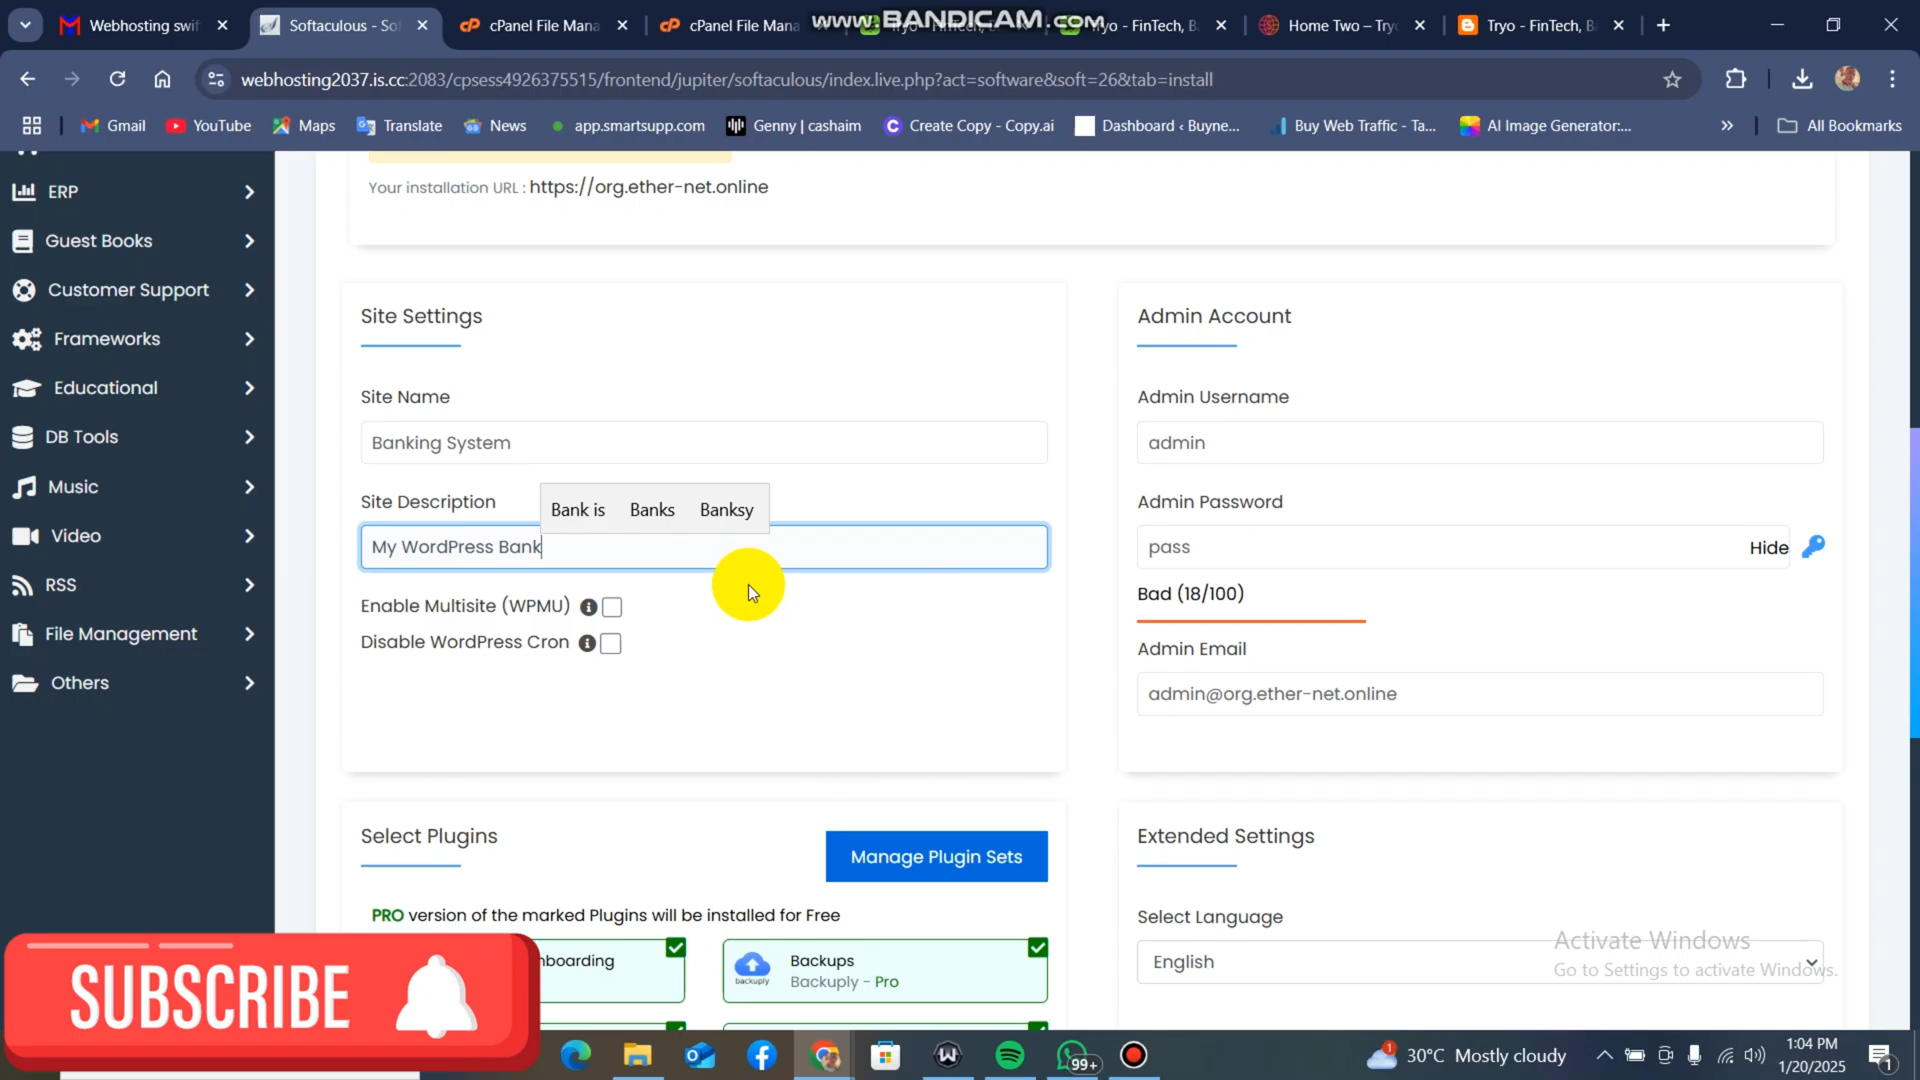 Webhosting swif
Softaculous - So
cPanel File Mana
cPanel File Mana
www.BANDICAM.com
Tryo - FinTech, B
Home Two – Tryo
Tryo - FinTech, B
webhosting2037.is.cc:2083/cpsess4926375515/frontend/jupiter/softaculous/index.live.php?act=software&soft=26&tab=install
Gmail
YouTube
Maps
Translate
News
app.smartsupp.com
Genny | cashaim
Create Copy - Copy.ai
Dashboard ‹ Buyne...
Buy Web Traffic - Ta...
AI Image Generator:...
All Bookmarks
ERP
Guest Books
Customer Support
Frameworks
Educational
DB Tools
Music
Video
RSS
File Management
Others
Your installation URL : https://org.ether-net.online
Site Settings
Site Name
Banking System
Site Description
Bank is Banks Banksy
My WordPress Bank
Enable Multisite (WPMU)
Disable WordPress Cron
Admin Account
Admin Username
admin
Admin Password
pass
Hide
Bad (18/100)
Admin Email
admin@org.ether-net.online
Select Plugins
Manage Plugin Sets
PRO version of the marked Plugins will be installed for Free
nboarding
Backups
backuply
Backuply - Pro
Extended Settings
Select Language
English
Activate Windows
Go to Settings to activate Windows.
SUBSCRIBE
99+
1
30°C Mostly cloudy
1:04 PM
1/20/2025
1